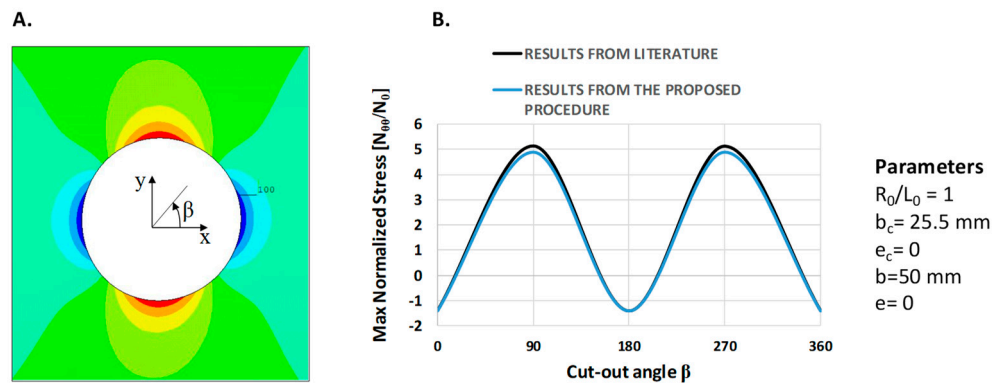 A.
y
β
x
100
B.
RESULTS FROM LITERATURE
RESULTS FROM THE PROPOSED
PROCEDURE
Max Normalized Stress [Nθθ/N0]
6
5
4
3
2
1
0
-1
-2
0 90 180 270 360
Cut-out angle β
Parameters
R0/L0 = 1
bc= 25.5 mm
ec= 0
b=50 mm
e= 0